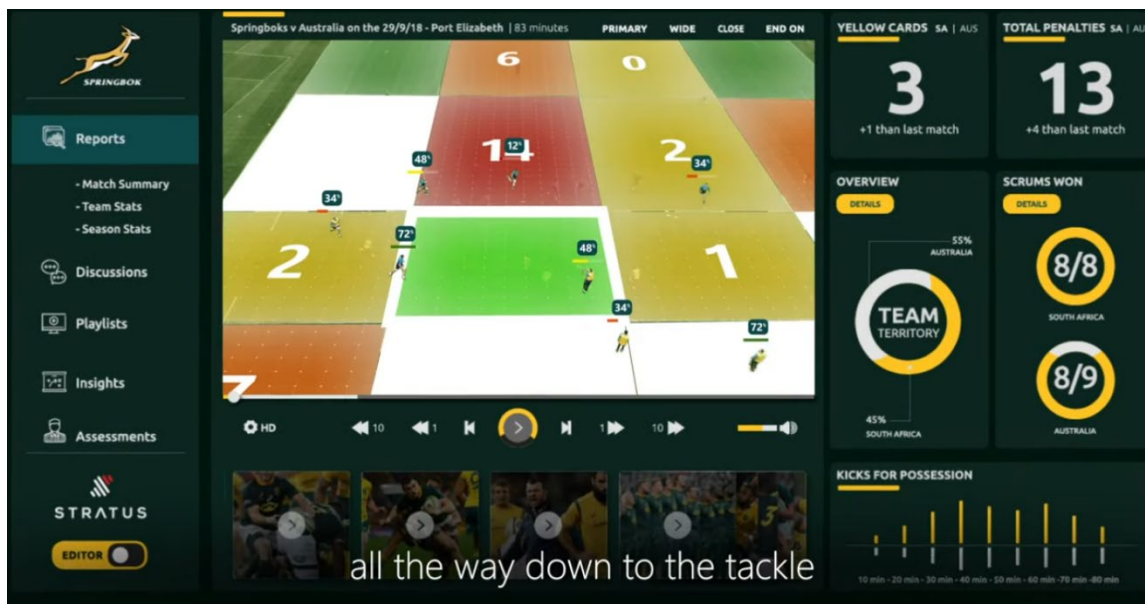 SPRINGBOK
Reports
- Match Summary
- Team Stats
- Season Stats
Discussions
Playlists
Insights
Assessments
STRATUS
EDITOR
Springboks v Australia on the 29/9/18 - Port Elizabeth | 83 minutes
PRIMARY WIDE CLOSE END ON
6 0
14 2
2 1
7
12%
48%
34%
34%
72%
48%
34%
72%
HD
10 1 1 10
all the way down to the tackle
YELLOW CARDS SA | AUS
3
+1 than last match
TOTAL PENALTIES SA | AU
13
+4 than last match
OVERVIEW
DETAILS
55%
AUSTRALIA
TEAM
TERRITORY
45%
SOUTH AFRICA
SCRUMS WON
DETAILS
8/8
SOUTH AFRICA
8/9
AUSTRALIA
KICKS FOR POSSESSION
10 min - 20 min - 30 min - 40 min - 50 min - 60 min -70 min -80 min